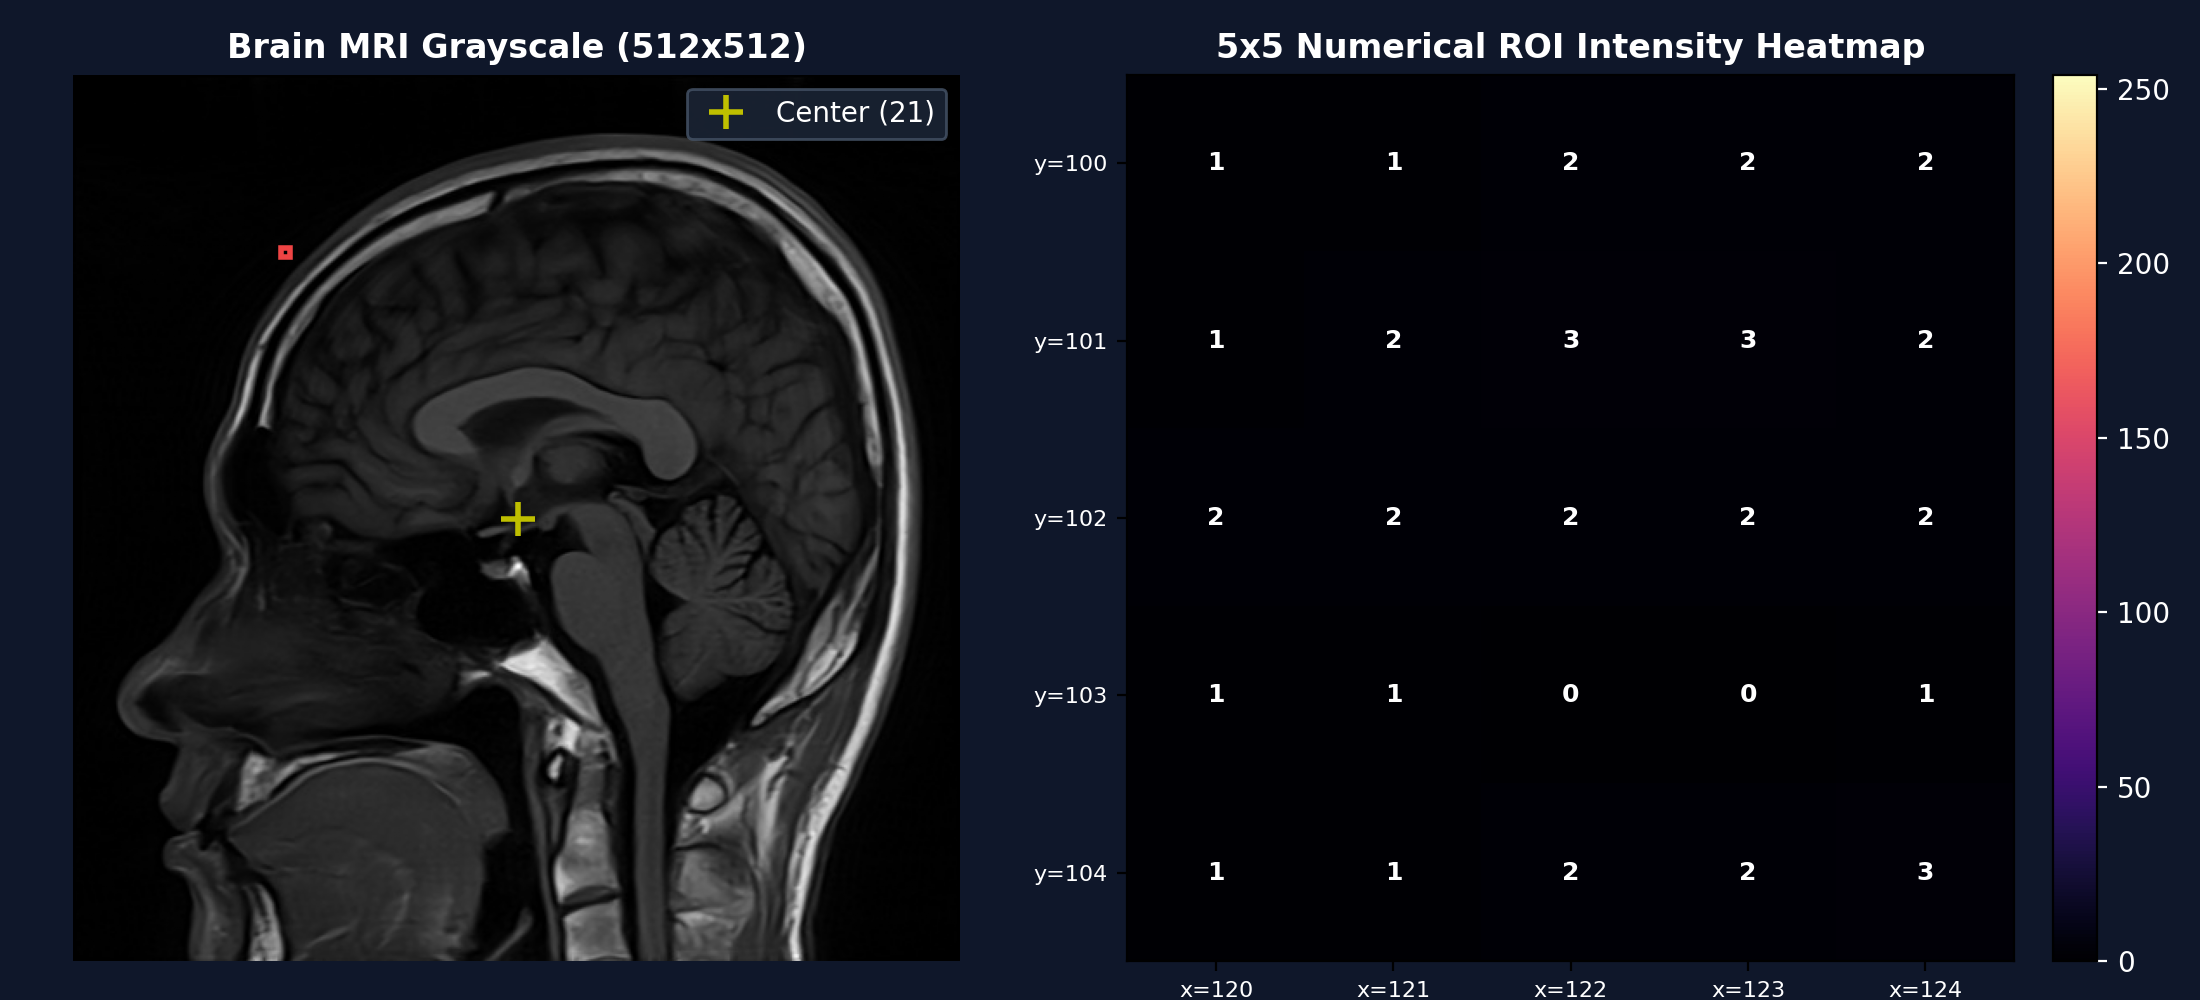 Brain MRI Grayscale (512x512)
Center (21)
5x5 Numerical ROI Intensity Heatmap
y=100 1 1 2 2 2
y=101 1 2 3 3 2
y=102 2 2 2 2 2
y=103 1 1 0 0 1
y=104 1 1 2 2 3
x=120 x=121 x=122 x=123 x=124
250
200
150
100
50
0